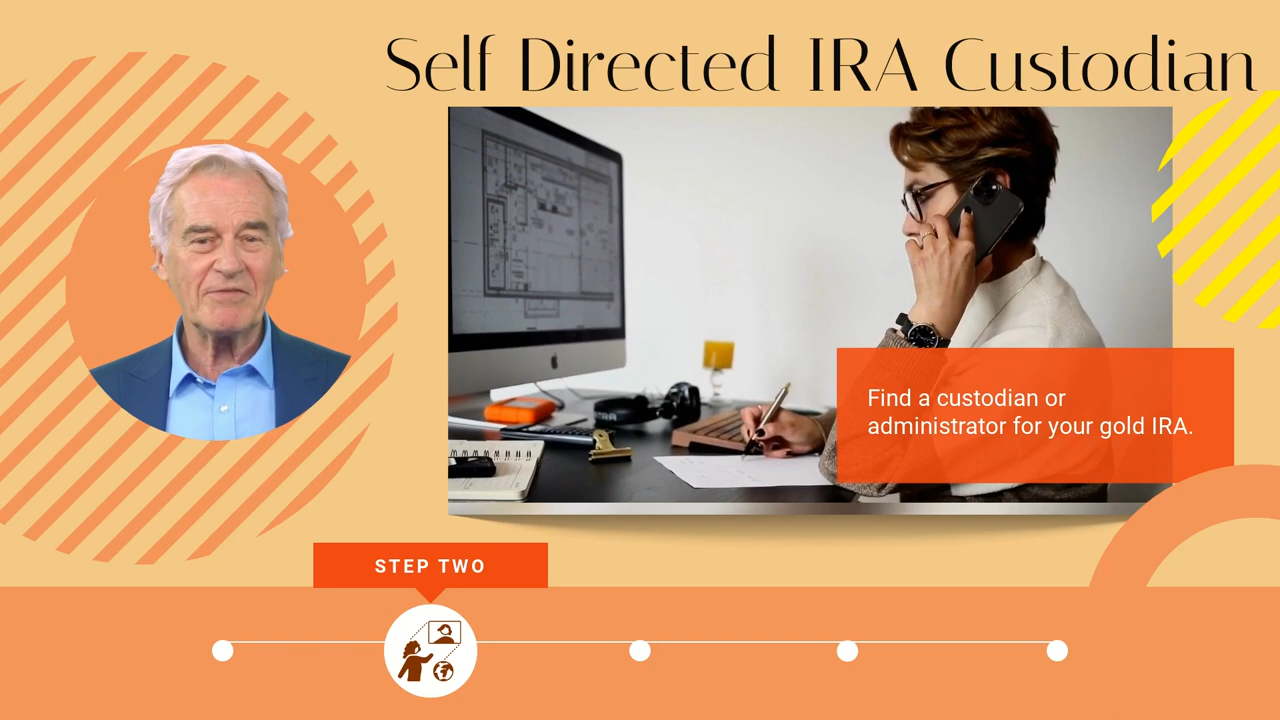 Self Directed IRA Custodian
Find a custodian or
administrator for your gold IRA.
STEP TWO